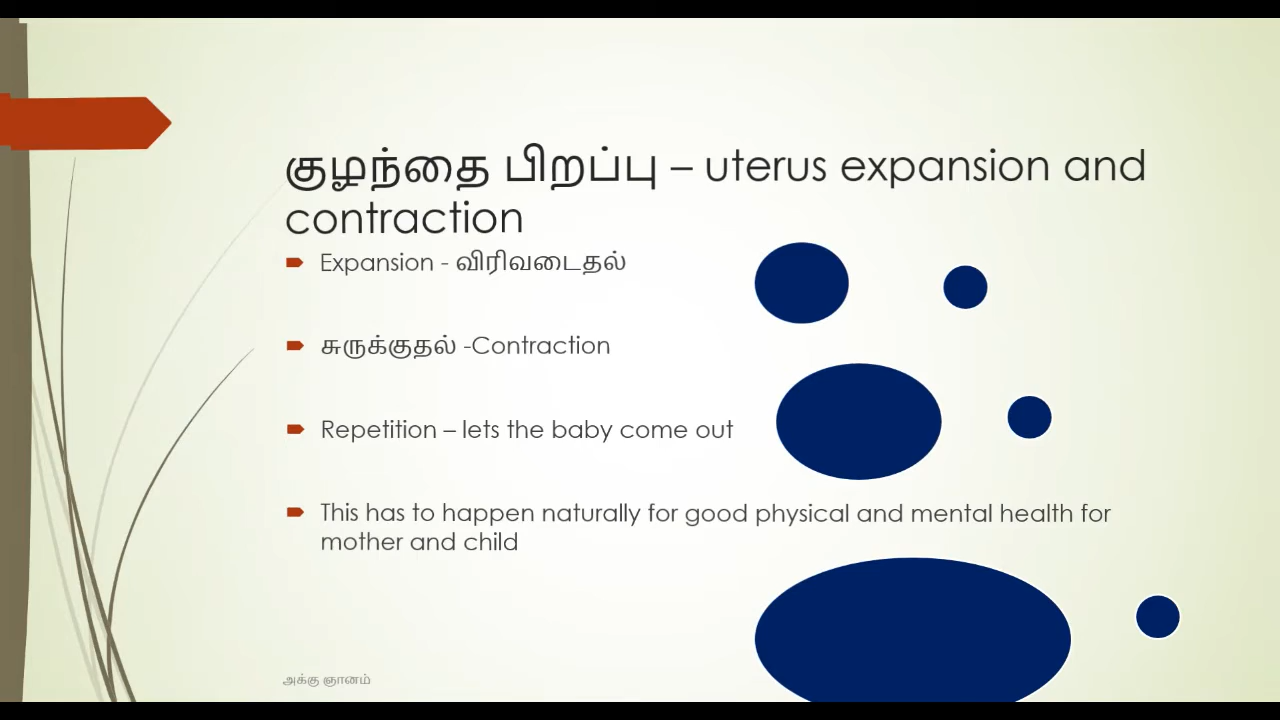 குழந்தை பிறப்பு – uterus expansion and
contraction
Expansion - விரிவடைதல்
சுருக்குதல் -Contraction
Repetition – lets the baby come out
This has to happen naturally for good physical and mental health for
mother and child
அக்கு ஞானம்